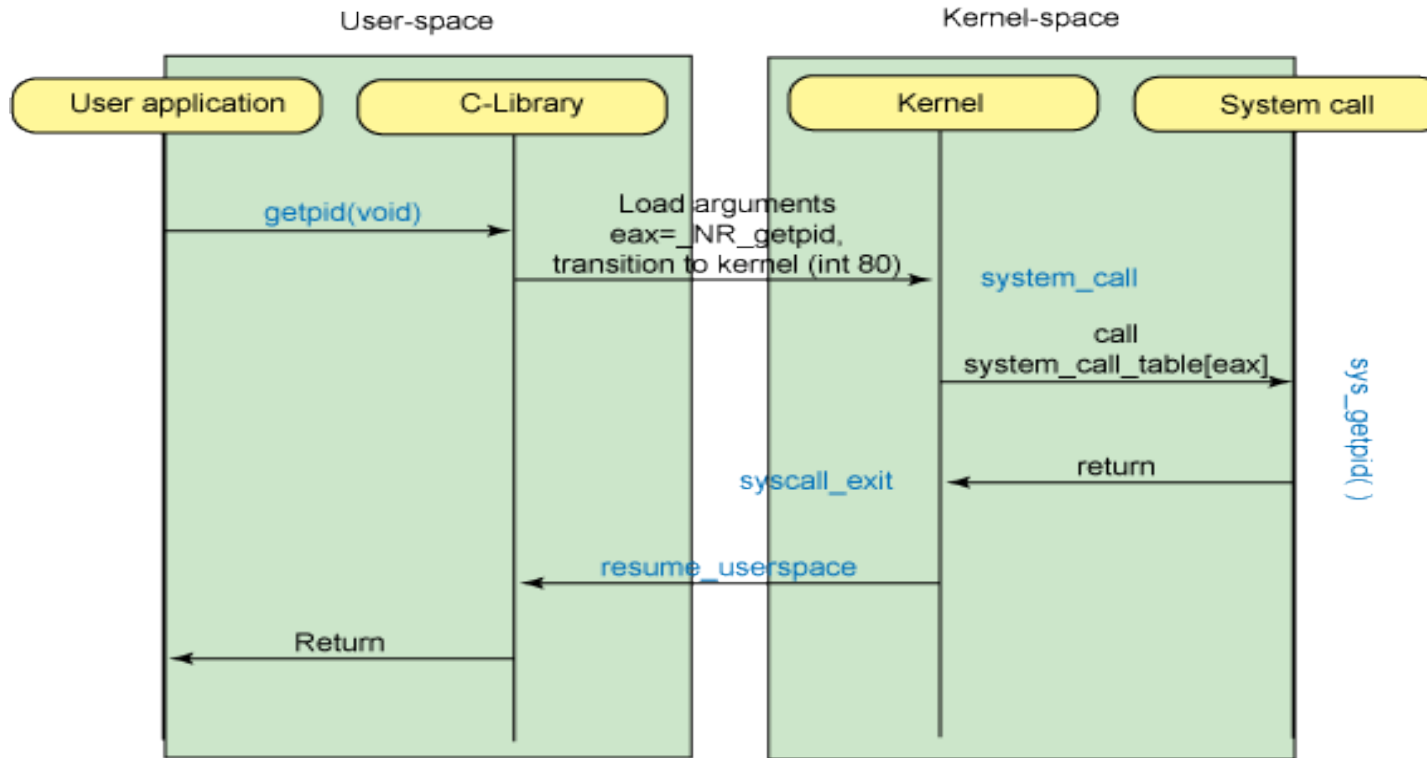 User-space
Kernel-space
User application
C-Library
Kernel
System call
getpid(void)
Load arguments
eax=_NR_getpid,
transition to kernel (int 80)
system_call
call
system_call_table[eax]
sys_getpid( )
return
syscall_exit
resume_userspace
Return